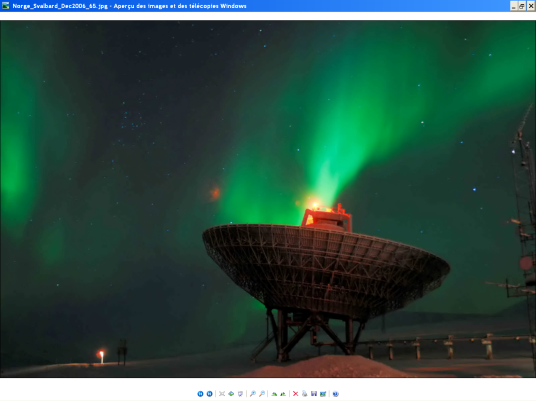 Norge_Svalbard_Dec2006_65.jpg - Aperçu des images et des télécopies Windows